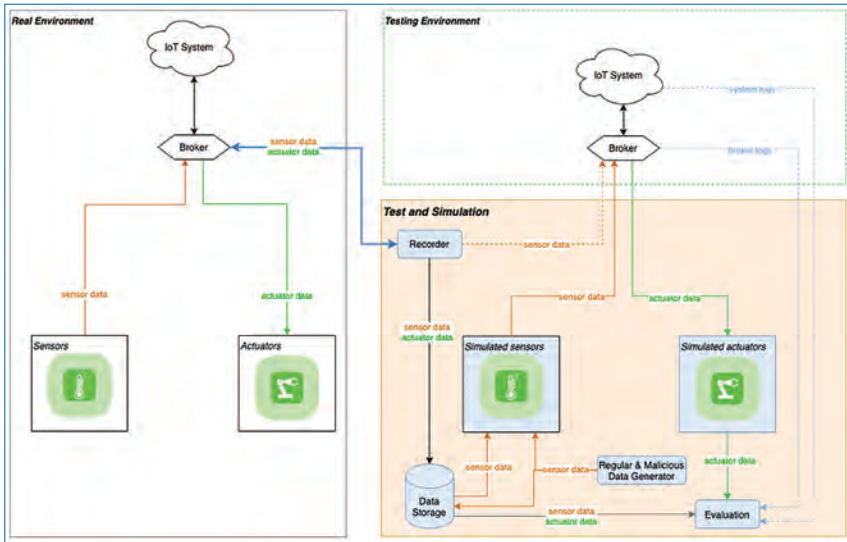 Real Environment
IoT System
Broker
sensor data
actuator data
sensor data
actuator data
Sensors
Actuators
Testing Environment
IoT System
system logs
Broker
broker logs
Test and Simulation
Recorder
sensor data
sensor data
actuator data
sensor data
actuator data
Simulated sensors
Simulated actuators
sensor data
sensor data
Regular & Malicious
Data Generator
actuator data
Data
Storage
sensor data
actuator data
Evaluation